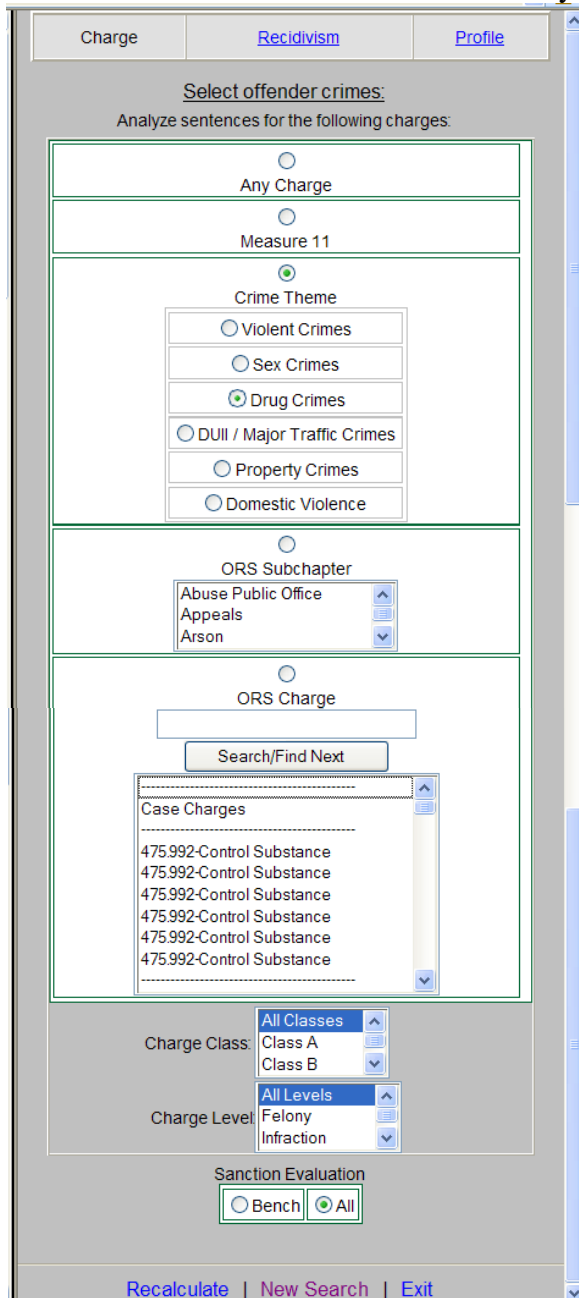 Charge Recidivism Profile
Select offender crimes:
Analyze sentences for the following charges:
Any Charge
Measure 11
Crime Theme
Violent Crimes
Sex Crimes
Drug Crimes
DUII / Major Traffic Crimes
Property Crimes
Domestic Violence
ORS Subchapter
Abuse Public Office
Appeals
Arson
ORS Charge
Search/Find Next
--------------------------------------------
Case Charges
--------------------------------------------
475.992-Control Substance
475.992-Control Substance
475.992-Control Substance
475.992-Control Substance
475.992-Control Substance
475.992-Control Substance
--------------------------------------------
Charge Class: All Classes
Class A
Class B
Charge Level: All Levels
Felony
Infraction
Sanction Evaluation
Bench All
Recalculate | New Search | Exit